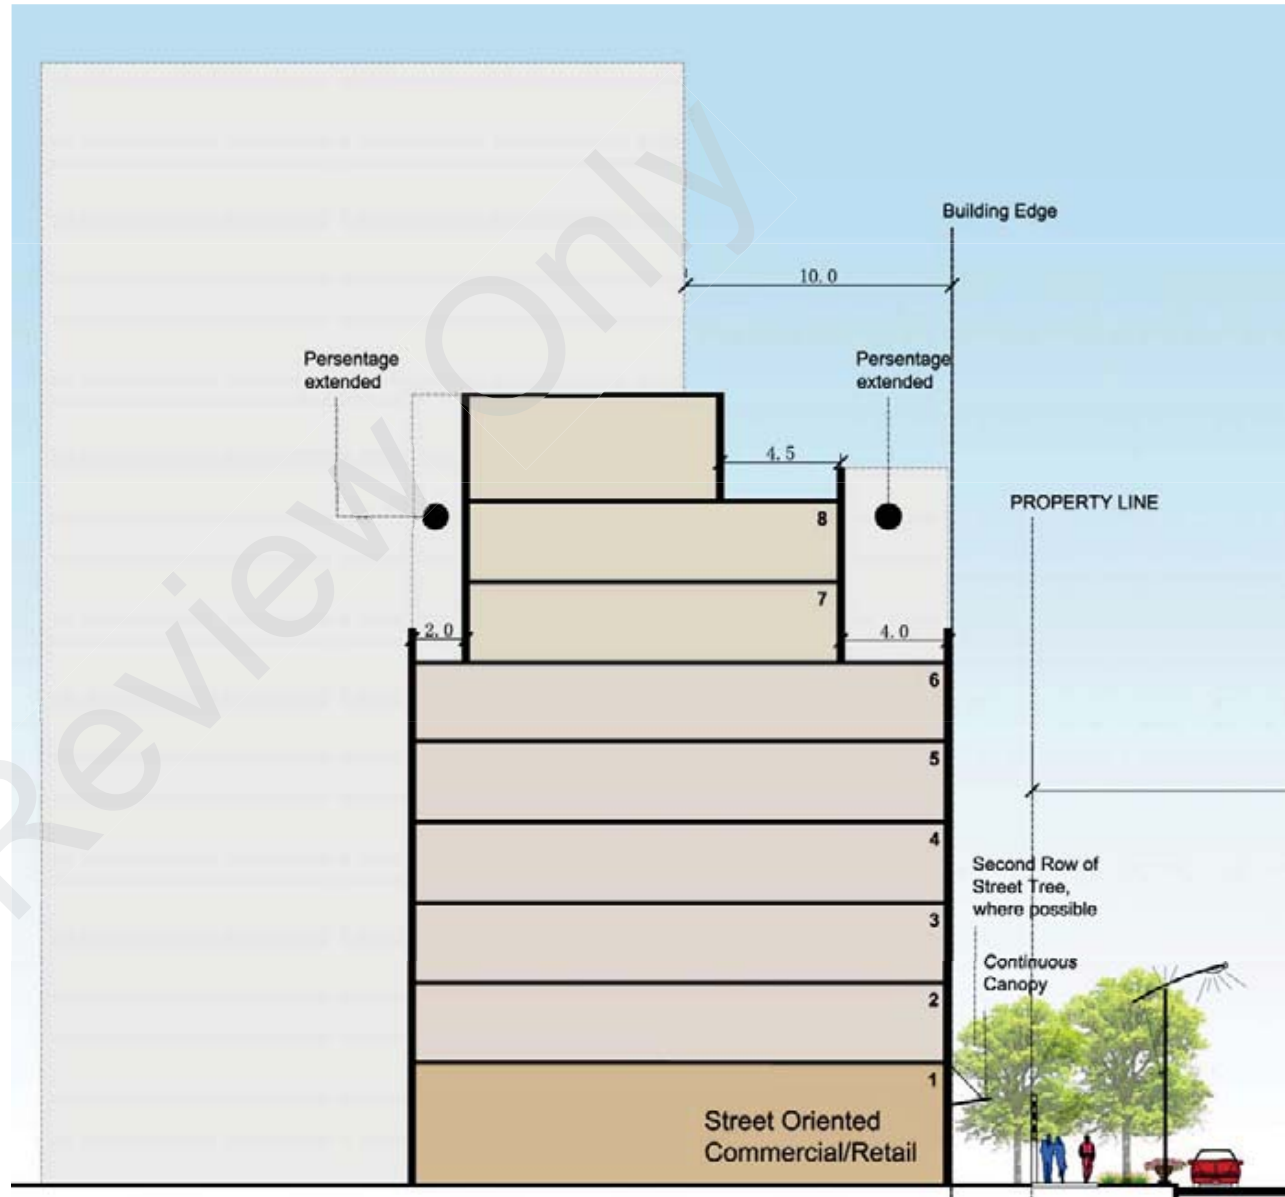 Building Edge
10.0
Persentage
extended
Persentage
extended
4.5
PROPERTY LINE
8
7
2.0
4.0
6
5
4
3
2
1
Second Row of
Street Tree,
where possible
Continuous
Canopy
Street Oriented
Commercial/Retail
Review Only